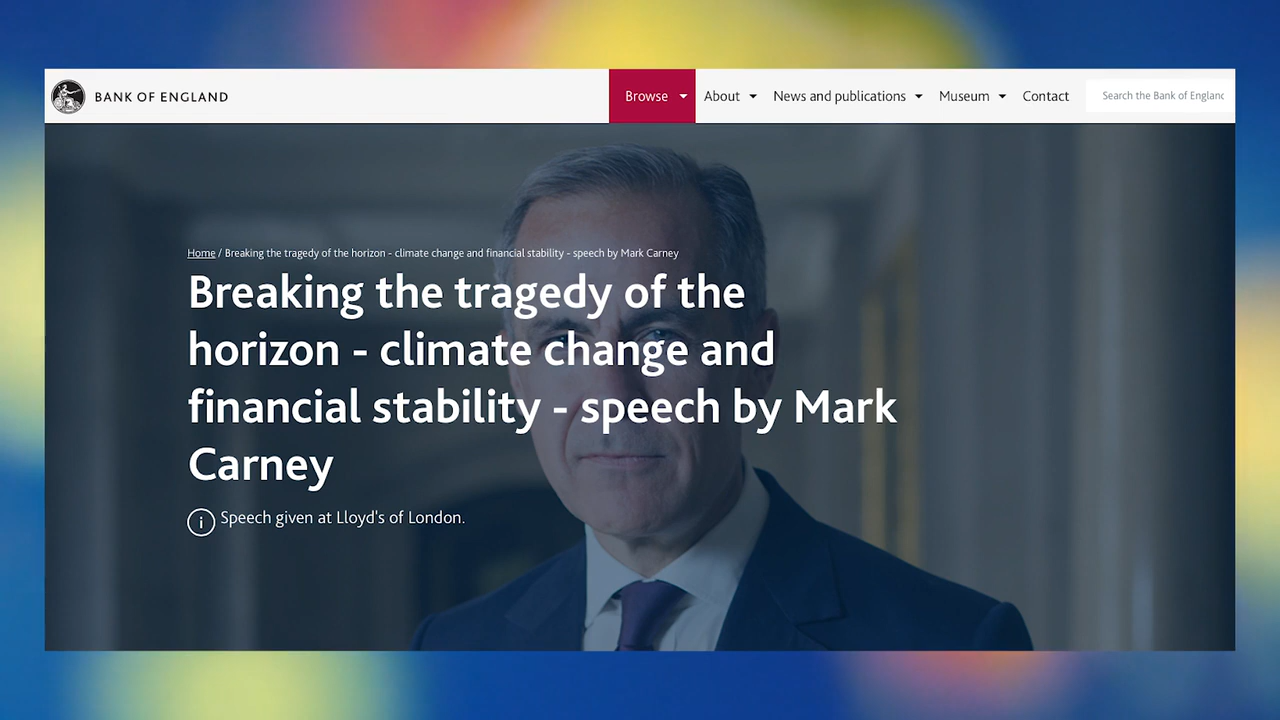 BANK OF ENGLAND
Browse
About
News and publications
Museum
Contact
Search the Bank of England
Home / Breaking the tragedy of the horizon - climate change and financial stability - speech by Mark Carney
Breaking the tragedy of the
horizon - climate change and
financial stability - speech by Mark
Carney
i Speech given at Lloyd's of London.